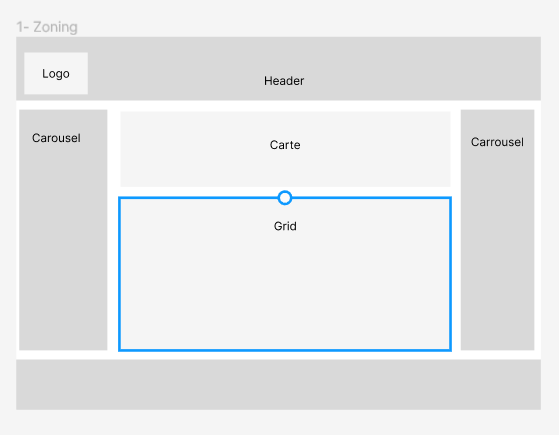 1- Zoning
Logo
Header
Carousel
Carte
Carrousel
Grid